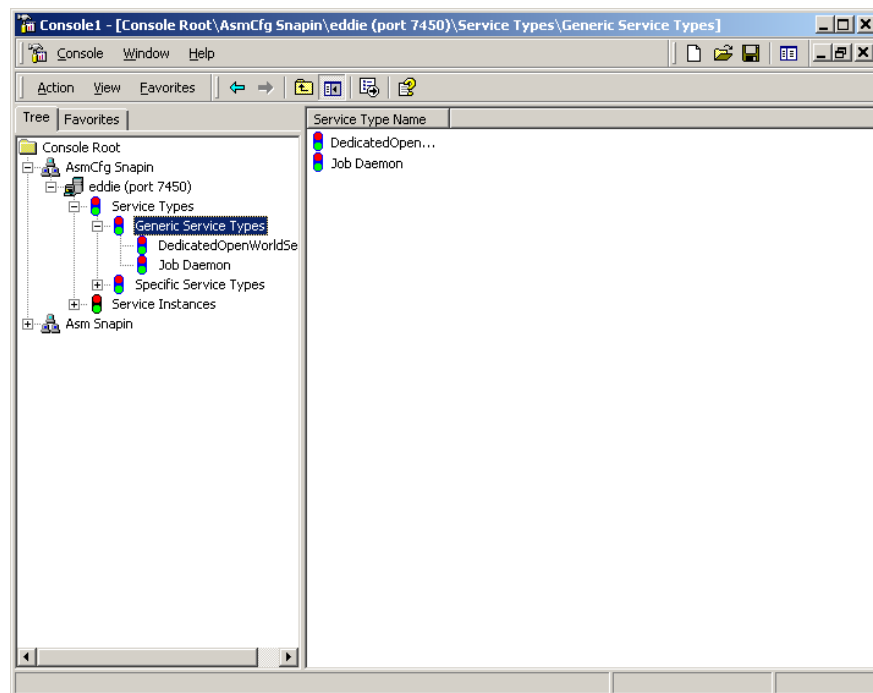 Console1 - [Console Root\AsmCfg Snapin\eddie (port 7450)\Service Types\Generic Service Types]
Console Window Help
Action View Favorites
Tree Favorites
Console Root
AsmCfg Snapin
eddie (port 7450)
Service Types
Generic Service Types
DedicatedOpenWorldSe
Job Daemon
Specific Service Types
Service Instances
Asm Snapin
Service Type Name
DedicatedOpen...
Job Daemon